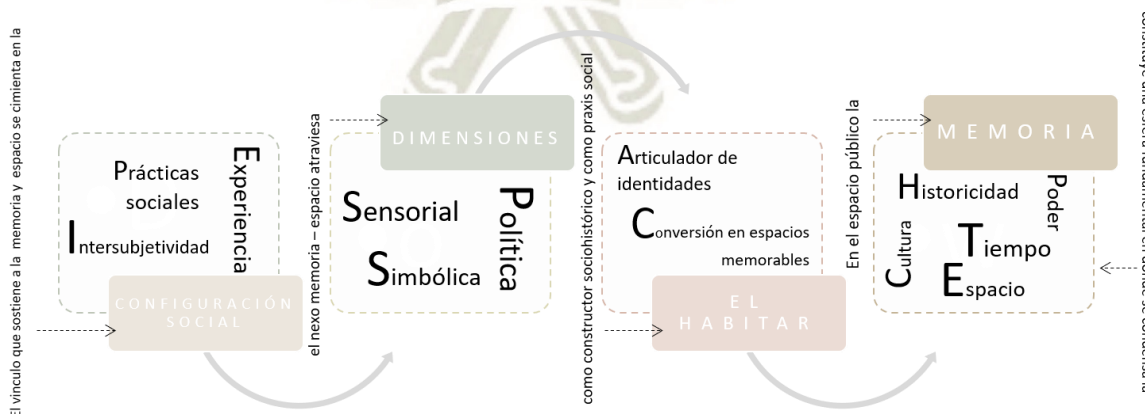 El vinculo que sostiene a la memoria y espacio se cimienta en la
Prácticas
sociales
Experiencia
Intersubjetividad
CONFIGURACIÓN
SOCIAL
el nexo memoria – espacio atraviesa
DIMENSIONES
Sensorial
Política
Simbólica
como constructor sociohistórico y como praxis social
Articulador de
identidades
Conversión en espacios
memorables
EL
HABITAR
En el espacio público la
MEMORIA
Historicidad
Poder
Cultura
Tiempo
Espacio